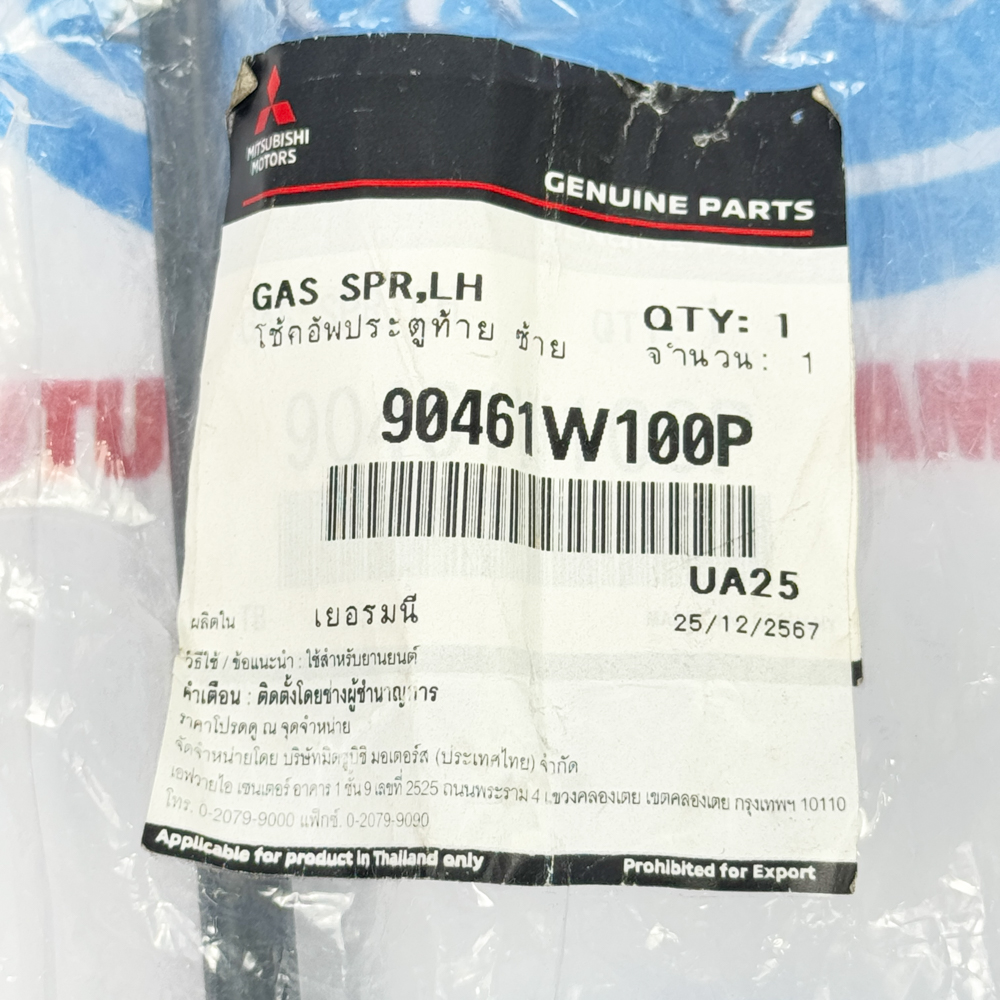 MITSUBISHI
MOTORS
GENUINE PARTS
GAS SPR,LH
โช้คอัพประตูท้าย ซ้าย
QTY: 1
จำนวน: 1
90461W100P
UA25
25/12/2567
ผลิตใน เยอรมนี
วิธีใช้ / ข้อแนะนำ : ใช้สำหรับยานยนต์
คำเตือน : ติดตั้งโดยช่างผู้ชำนาญการ
ราคาโปรดดู ณ จุดจำหน่าย
จัดจำหน่ายโดย บริษัทมิตซูบิชิ มอเตอร์ส (ประเทศไทย) จำกัด
เอฟวายไอ เซนเตอร์ อาคาร 1 ชั้น 9 เลขที่ 2525 ถนนพระราม 4 แขวงคลองเตย เขตคลองเตย กรุงเทพฯ 10110
โทร. 0-2079-9000 แฟ็กซ์. 0-2079-9090
Applicable for product in Thailand only
Prohibited for Export